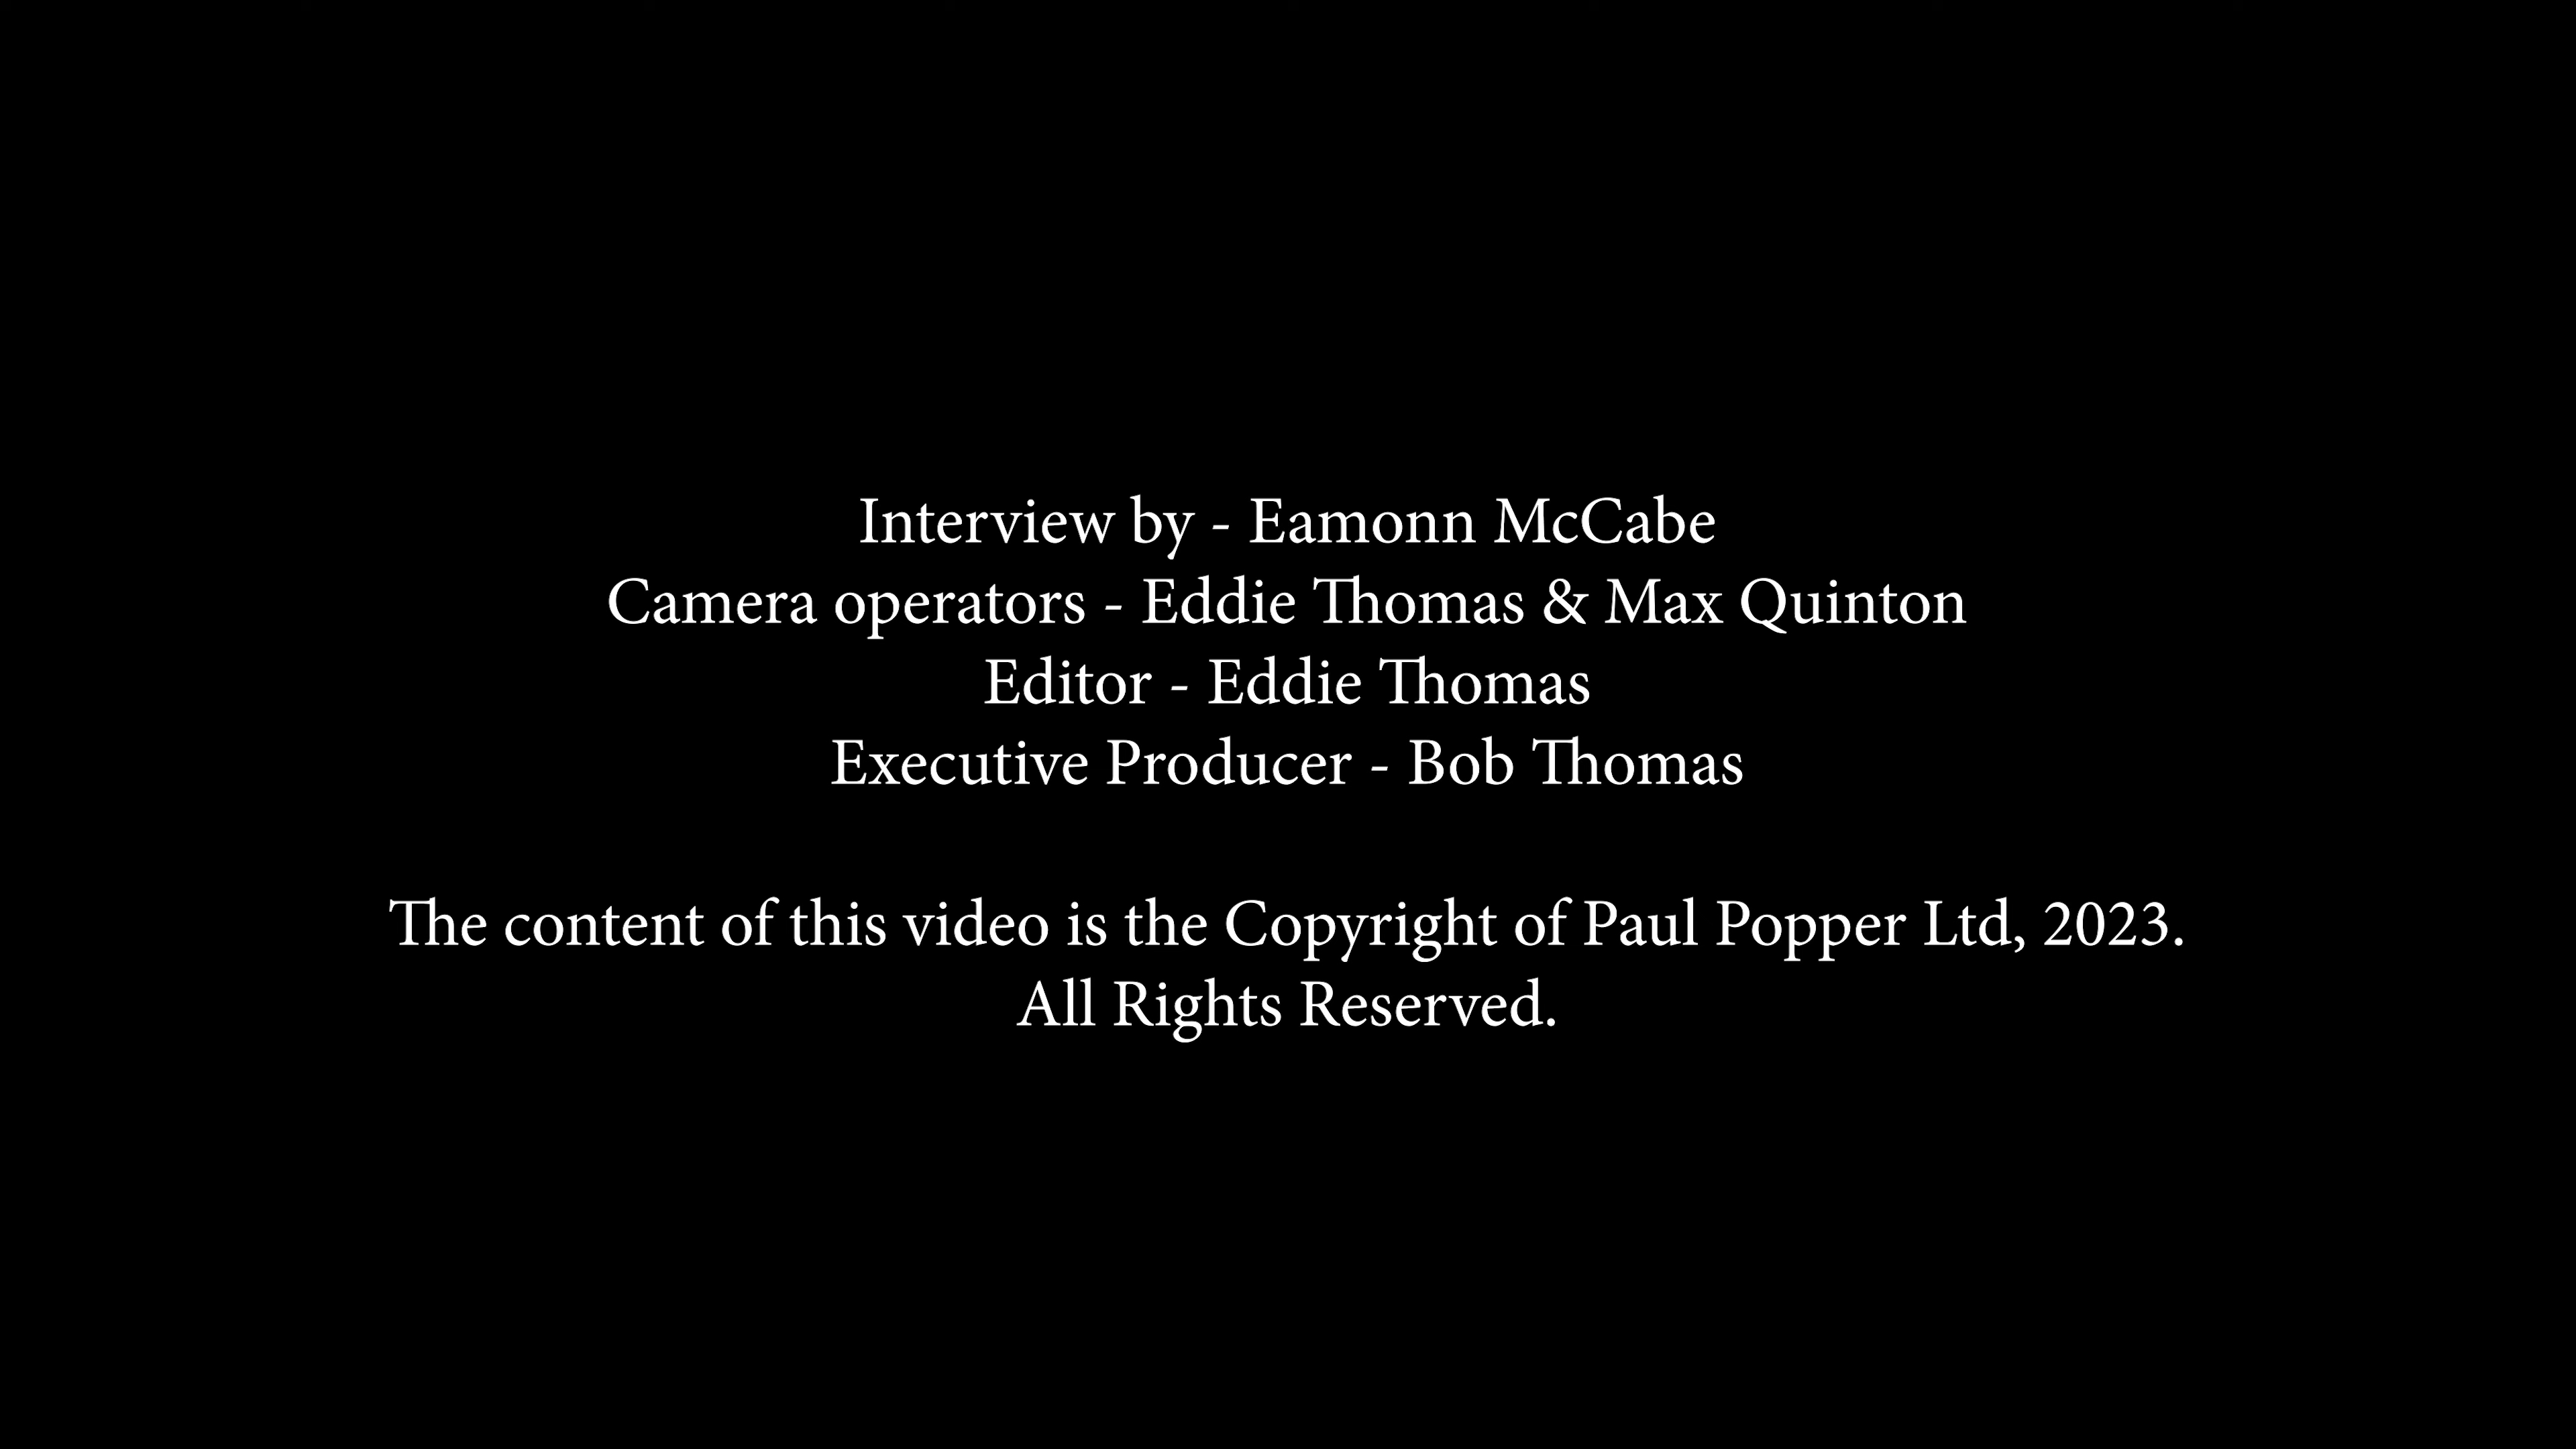 Interview by - Eamonn McCabe
Camera operators - Eddie Thomas & Max Quinton
Editor - Eddie Thomas
Executive Producer - Bob Thomas
The content of this video is the Copyright of Paul Popper Ltd, 2023.
All Rights Reserved.